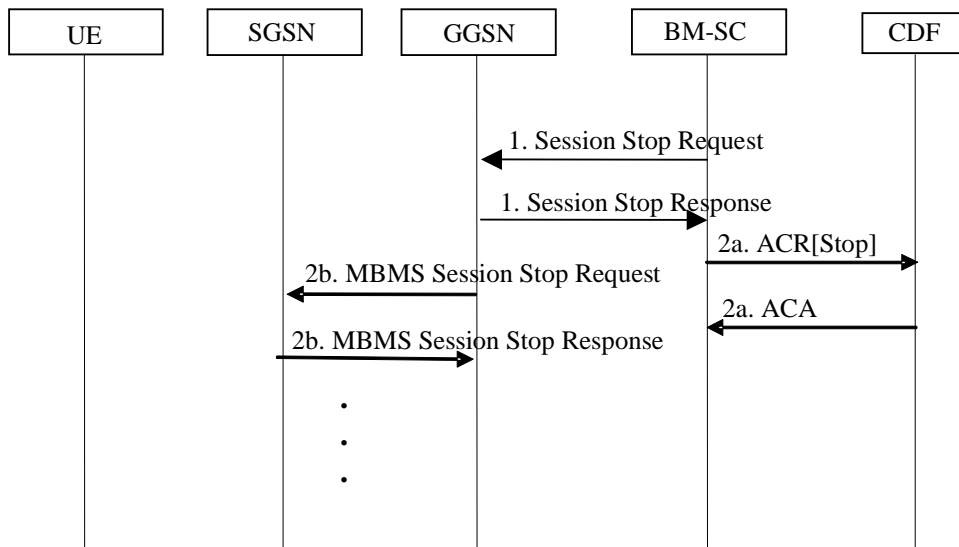 UE
SGSN
GGSN
BM-SC
CDF
1. Session Stop Request
1. Session Stop Response
2a. ACR[Stop]
2b. MBMS Session Stop Request
2a. ACA
2b. MBMS Session Stop Response